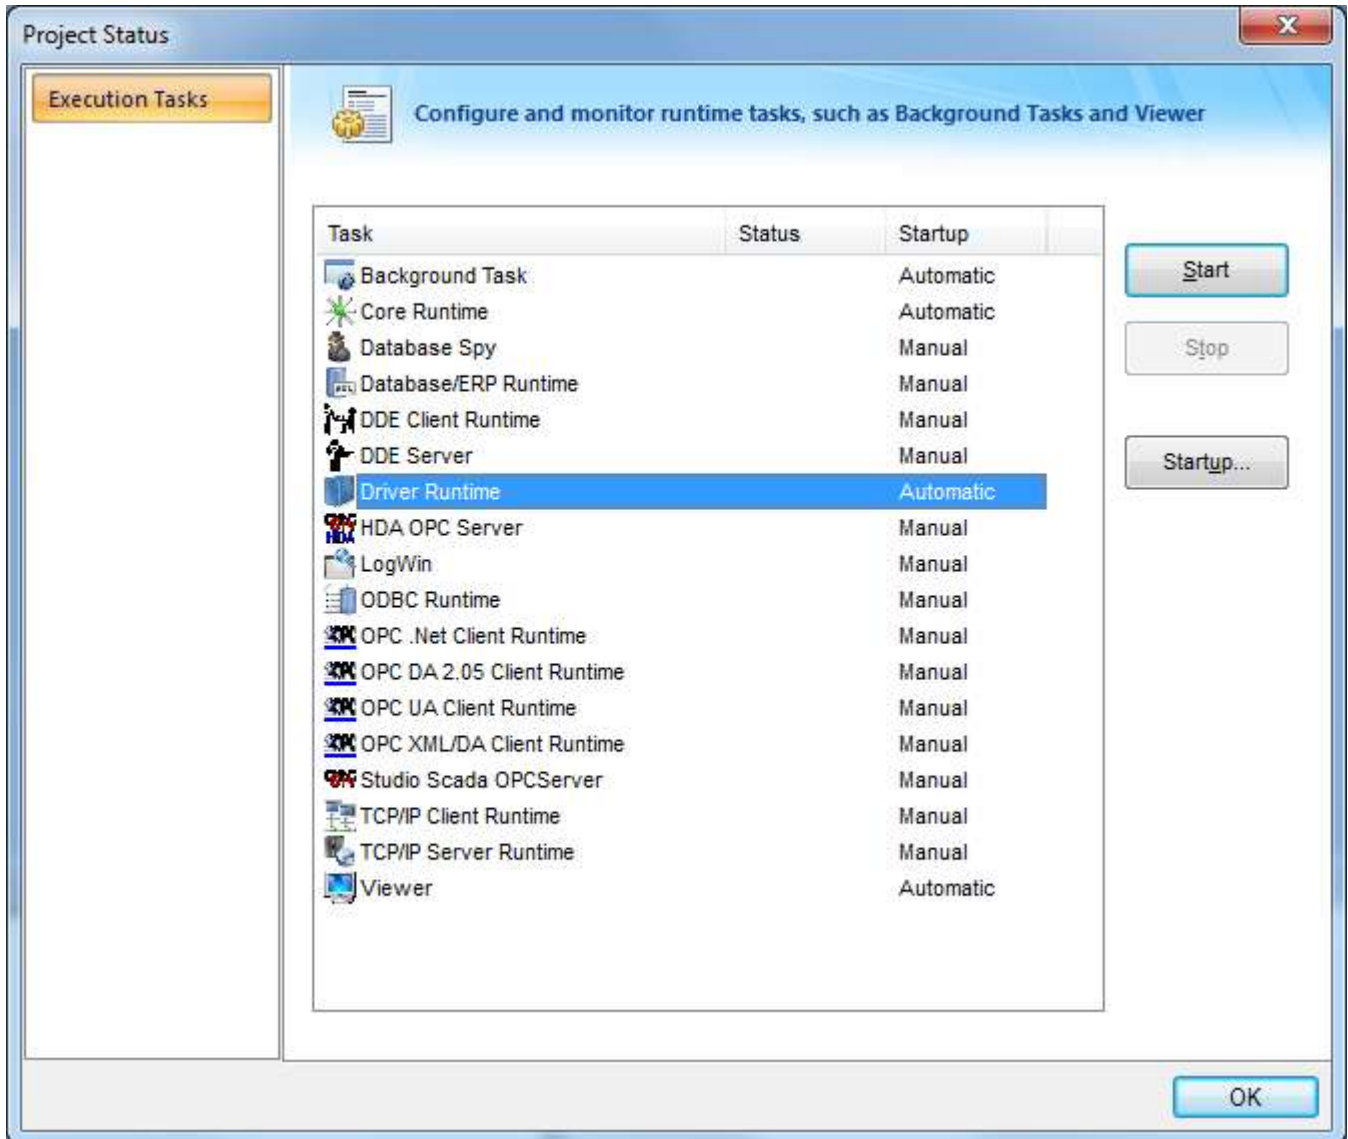 Project Status
Execution Tasks
Configure and monitor runtime tasks, such as Background Tasks and Viewer
Task Status Startup
Background Task Automatic
Core Runtime Automatic
Database Spy Manual
Database/ERP Runtime Manual
DDE Client Runtime Manual
DDE Server Manual
Driver Runtime Automatic
HDA OPC Server Manual
LogWin Manual
ODBC Runtime Manual
OPC .Net Client Runtime Manual
OPC DA 2.05 Client Runtime Manual
OPC UA Client Runtime Manual
OPC XML/DA Client Runtime Manual
Studio Scada OPCServer Manual
TCP/IP Client Runtime Manual
TCP/IP Server Runtime Manual
Viewer Automatic
Start
Stop
Startup...
OK